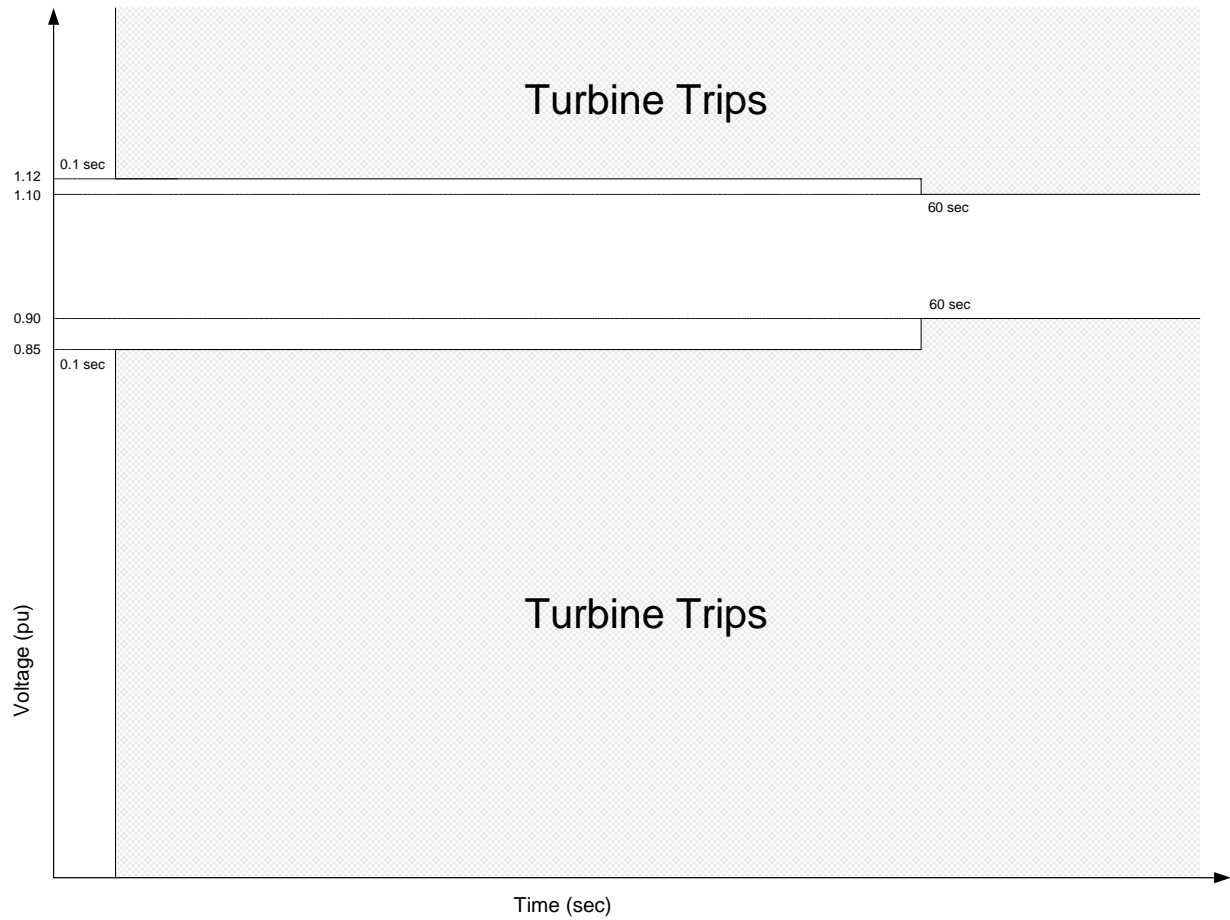 Turbine Trips
0.1 sec
1.12
1.10
60 sec
60 sec
0.90
0.85
0.1 sec
Turbine Trips
Voltage (pu)
Time (sec)